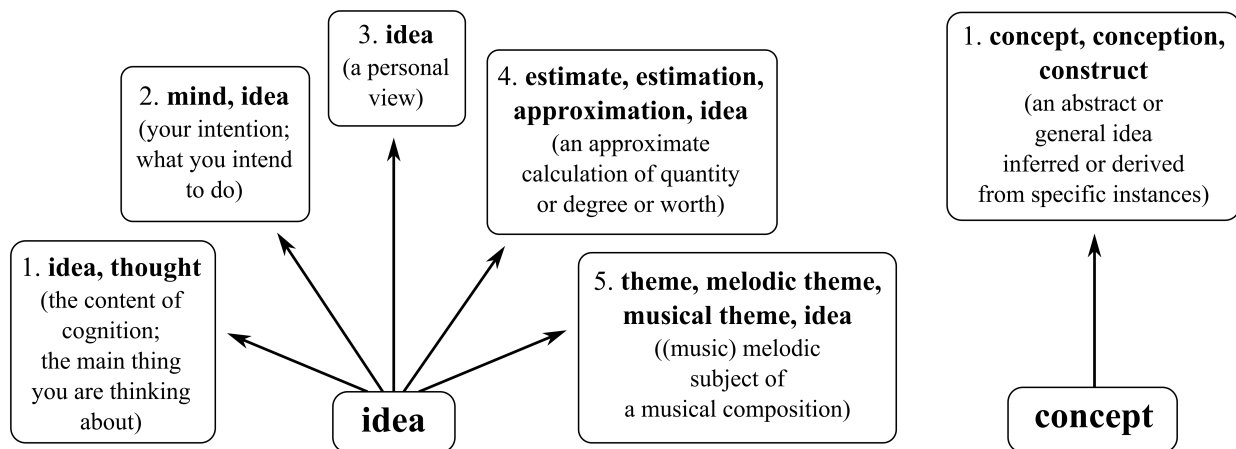 1. idea, thought
(the content of
cognition;
the main thing
you are thinking
about)
2. mind, idea
(your intention;
what you intend
to do)
3. idea
(a personal
view)
4. estimate, estimation,
approximation, idea
(an approximate
calculation of quantity
or degree or worth)
5. theme, melodic theme,
musical theme, idea
((music) melodic
subject of
a musical composition)
idea
1. concept, conception,
construct
(an abstract or
general idea
inferred or derived
from specific instances)
concept